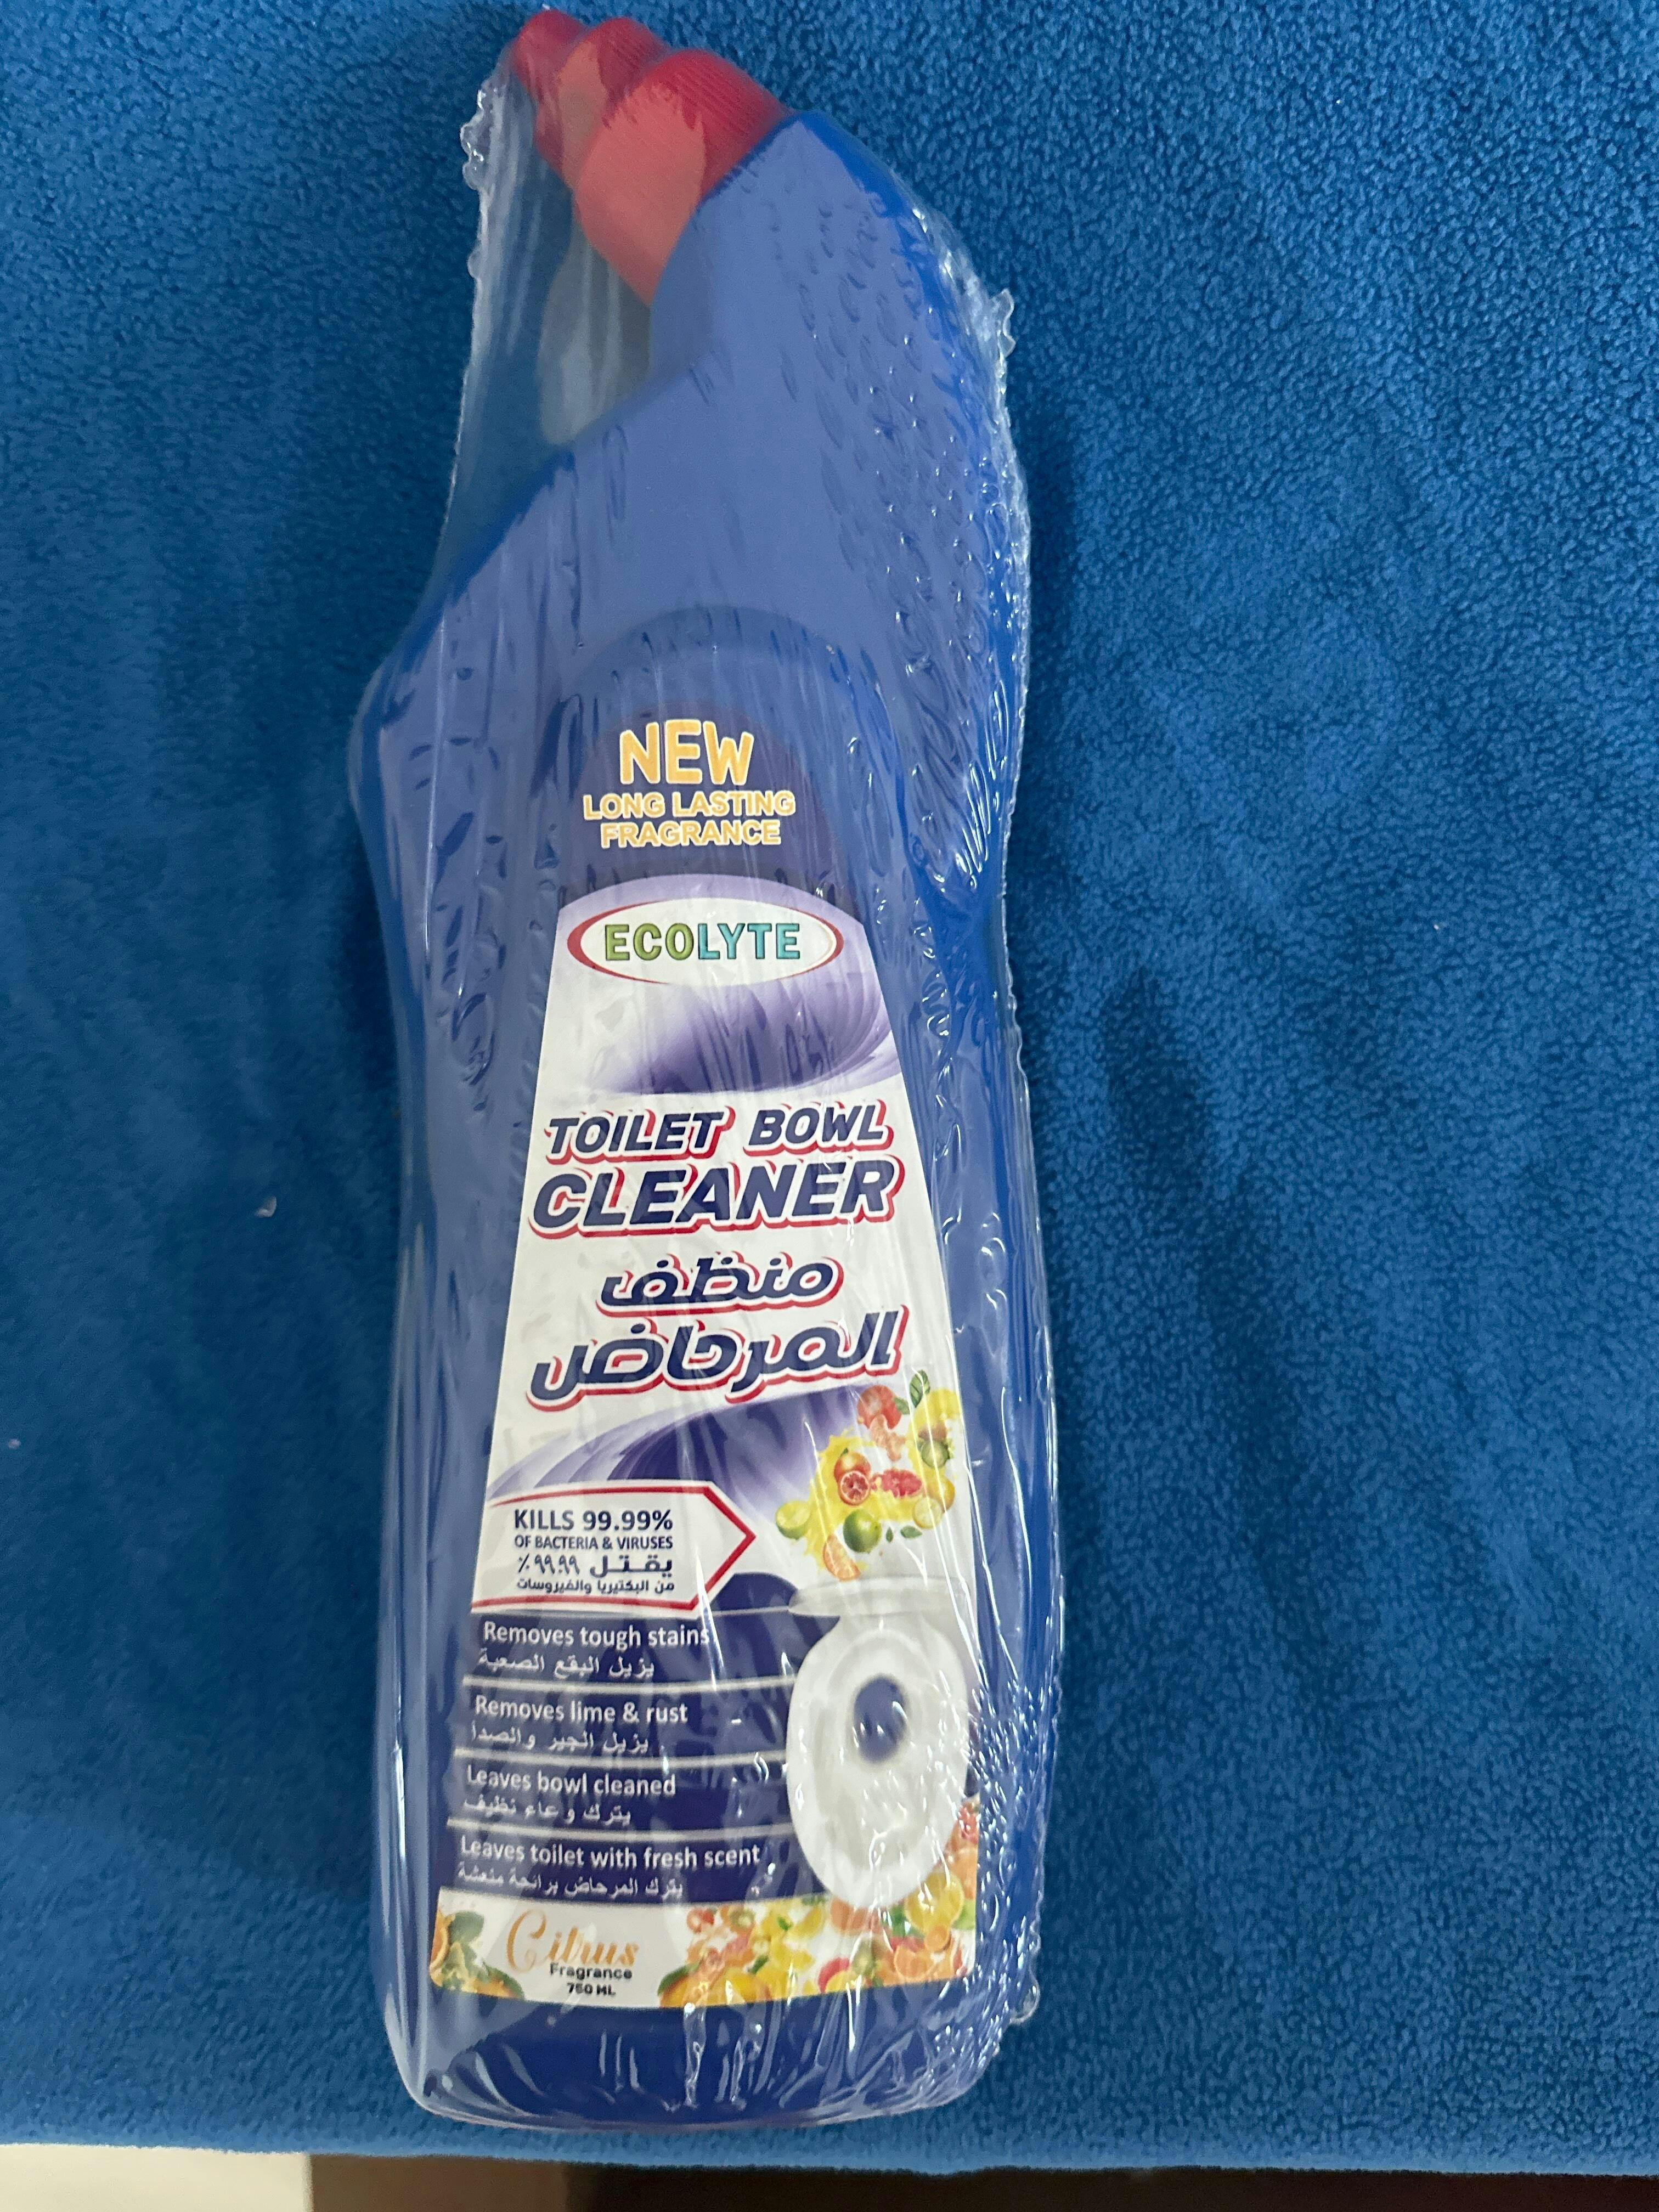 NEW
LONG LASTING
FRAGRANCE
ECOLYTE
TOILET BOWL
CLEANER
منظف
المرحاض
KILLS 99.99%
OF BACTERIA & VIRUSES
يقتل ٩٩.٩٩٪
من البكتيريا والفيروسات
Removes tough stains
يزيل البقع الصعبة
Removes lime & rust
يزيل الجير والصدأ
Leaves bowl cleaned
يترك وعاء نظيف
Leaves toilet with fresh scent
يترك المرحاض برائحة منعشة
Citrus
Fragrance
750 ML